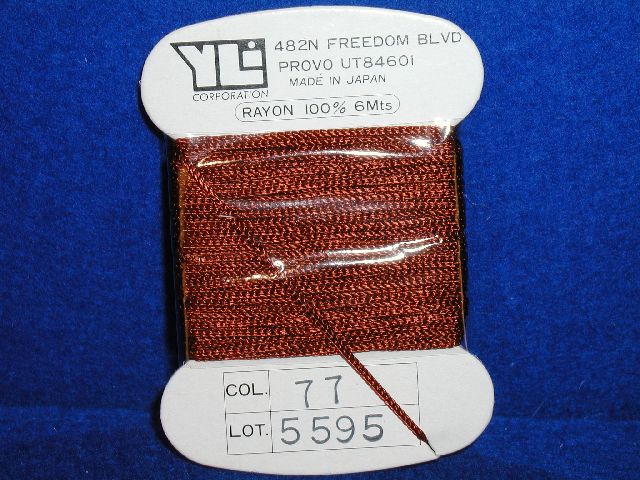 YLI
CORPORATION
482N FREEDOM BLVD
PROVO UT84601
MADE IN JAPAN
RAYON 100% 6Mts
COL. 77
LOT. 5595